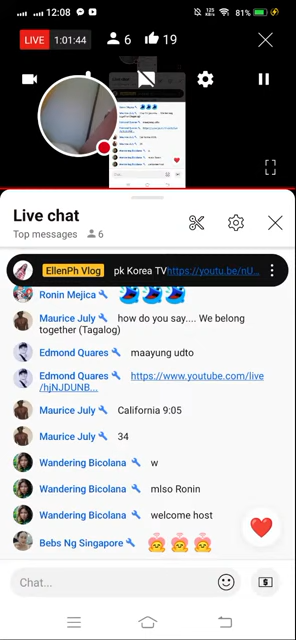 12:08
125 KB/s
81%
LIVE 1:01:44 6 19
Live chat
Top messages 6
EllenPh Vlog pk Korea TV https://youtu.be/nU...
Ronin Mejica
Maurice July how do you say.... We belong
together (Tagalog)
Edmond Quares maayung udto
Edmond Quares https://www.youtube.com/live
/hjNJDUNB...
Maurice July California 9:05
Maurice July 34
Wandering Bicolana w
Wandering Bicolana mlso Ronin
Wandering Bicolana welcome host
Bebs Ng Singapore
Chat...